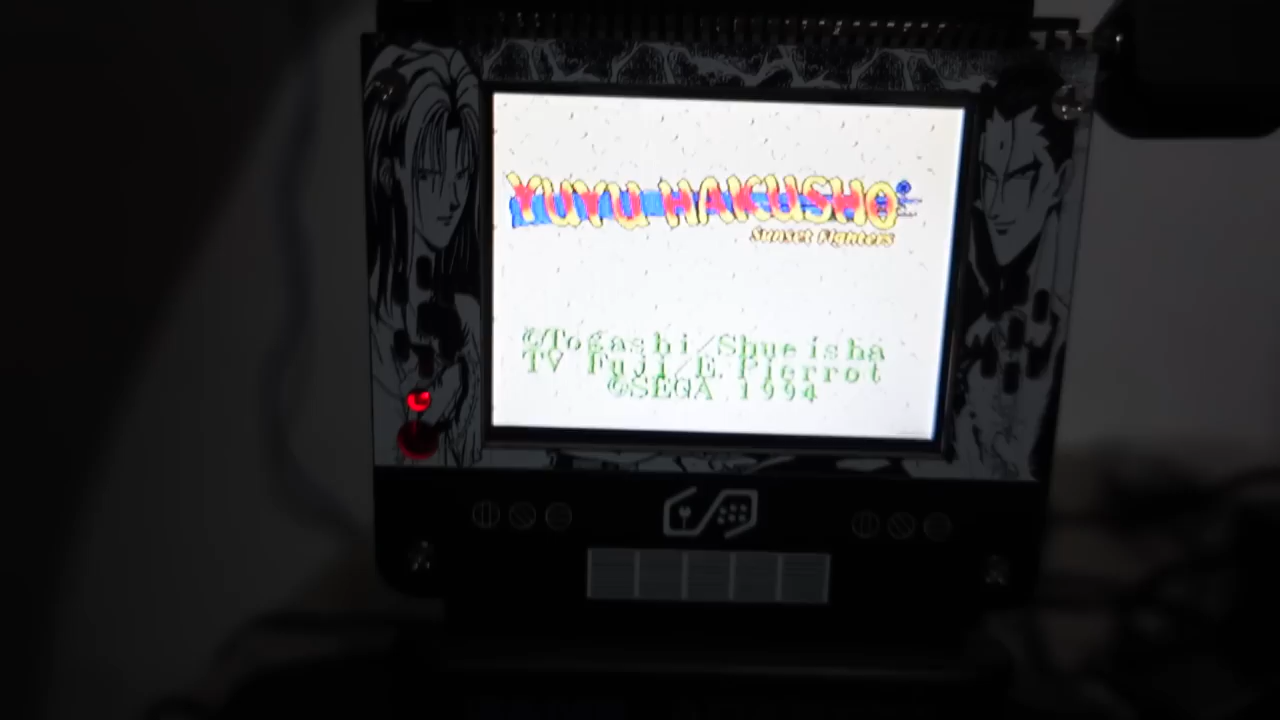 YUYU HAKUSHO
Sunset Fighters
©Togashi/Shueisha
TV Fuji/E. Pierrot
©SEGA 1994